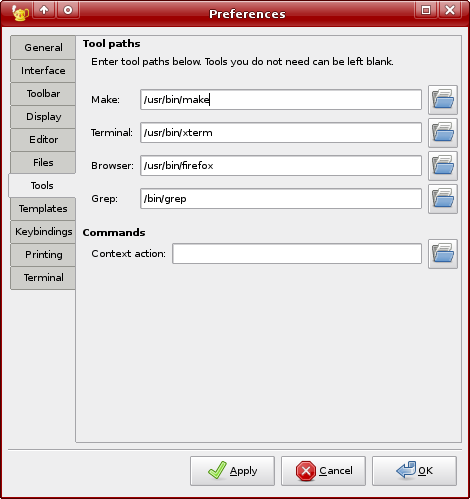 Preferences
General
Interface
Toolbar
Display
Editor
Files
Tools
Templates
Keybindings
Printing
Terminal
Tool paths
Enter tool paths below. Tools you do not need can be left blank.
Make: /usr/bin/make
Terminal: /usr/bin/xterm
Browser: /usr/bin/firefox
Grep: /bin/grep
Commands
Context action:
Apply Cancel OK